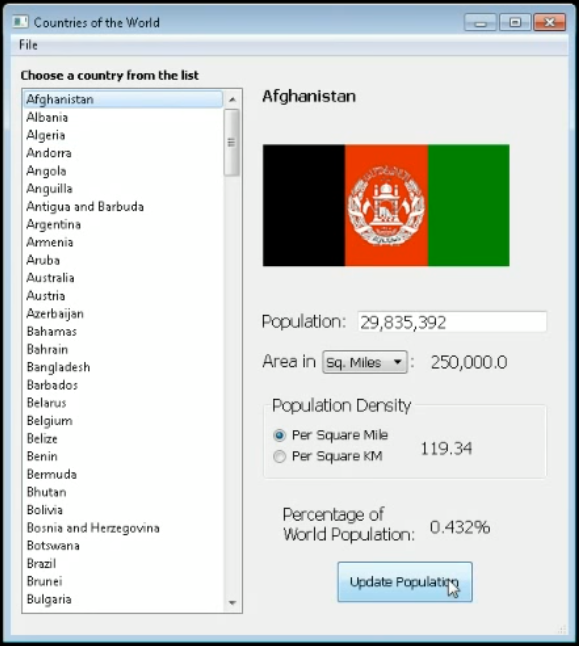 Countries of the World
File
Choose a country from the list
Afghanistan
Albania
Algeria
Andorra
Angola
Anguilla
Antigua and Barbuda
Argentina
Armenia
Aruba
Australia
Austria
Azerbaijan
Bahamas
Bahrain
Bangladesh
Barbados
Belarus
Belgium
Belize
Benin
Bermuda
Bhutan
Bolivia
Bosnia and Herzegovina
Botswana
Brazil
Brunei
Bulgaria
Afghanistan
Population: 29,835,392
Area in Sq. Miles : 250,000.0
Population Density
Per Square Mile
Per Square KM
119.34
Percentage of
World Population: 0.432%
Update Population